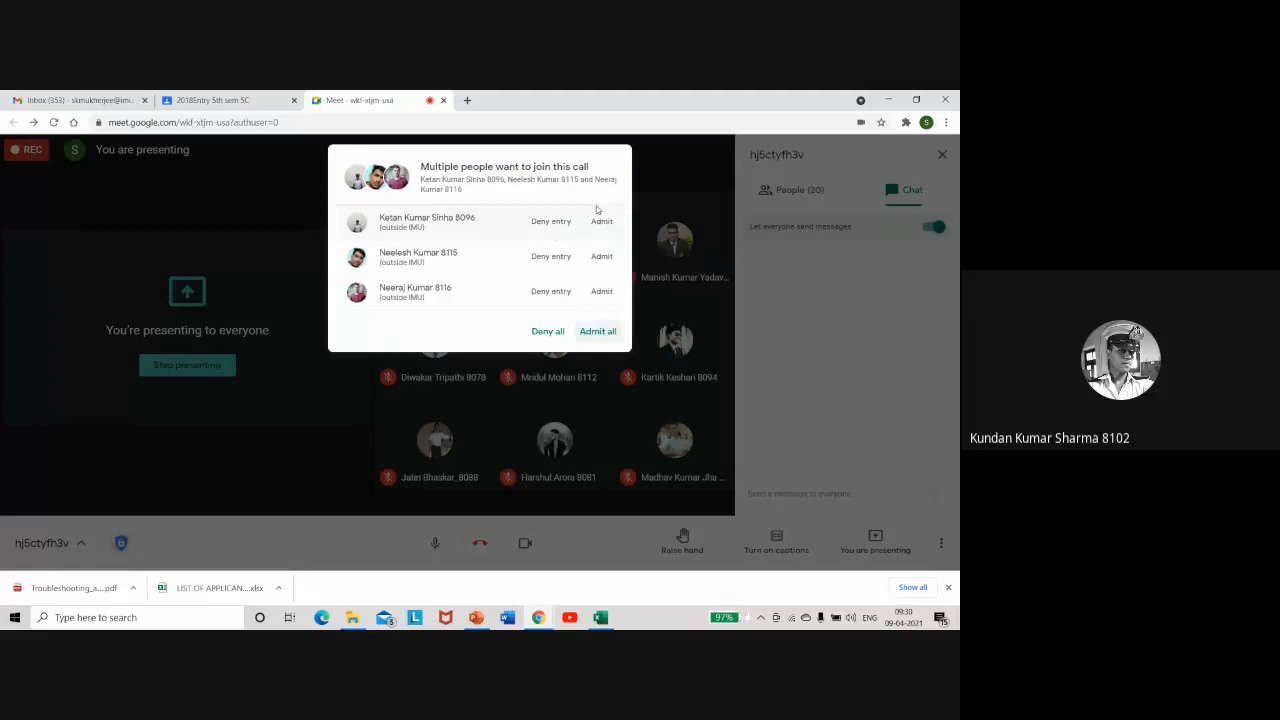 Inbox (353) - skmukherjee@imu
2018Entry 5th sem 5C
Meet - wkf-xtjm-usa
meet.google.com/wkf-xtjm-usa?authuser=0
S
REC
S
You are presenting
Multiple people want to join this call
Ketan Kumar Sinha 8096, Neelesh Kumar 8115 and Neeraj
Kumar 8116
Ketan Kumar Sinha 8096
(outside IMU)
Deny entry
Admit
Neelesh Kumar 8115
(outside IMU)
Deny entry
Admit
Neeraj Kumar 8116
(outside IMU)
Deny entry
Admit
Deny all
Admit all
You're presenting to everyone
Stop presenting
Manish Kumar Yadav...
Diwakar Tripathi 8078
Mridul Mohan 8112
Kartik Keshari 8094
Jatin Bhaskar_8088
Harshul Arora 8081
Madhav Kumar Jha ...
hj5ctyfh3v
People (20)
Chat
Let everyone send messages
Send a message to everyone
Kundan Kumar Sharma 8102
hj5ctyfh3v
Raise hand
Turn on captions
You are presenting
Troubleshooting_a....pdf
LIST OF APPLICAN....xlsx
Show all
Type here to search
97%
ENG
09:30
09-04-2021